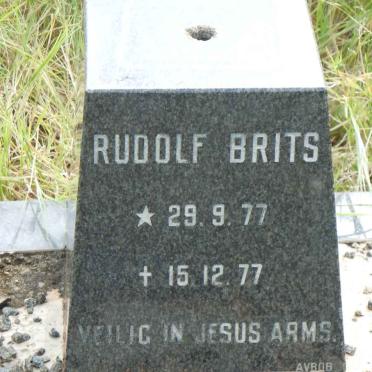 RUDOLF BRITS
★ 29.9.77
✝ 15.12.77
VEILIG IN JESUS ARMS.
AVBOB